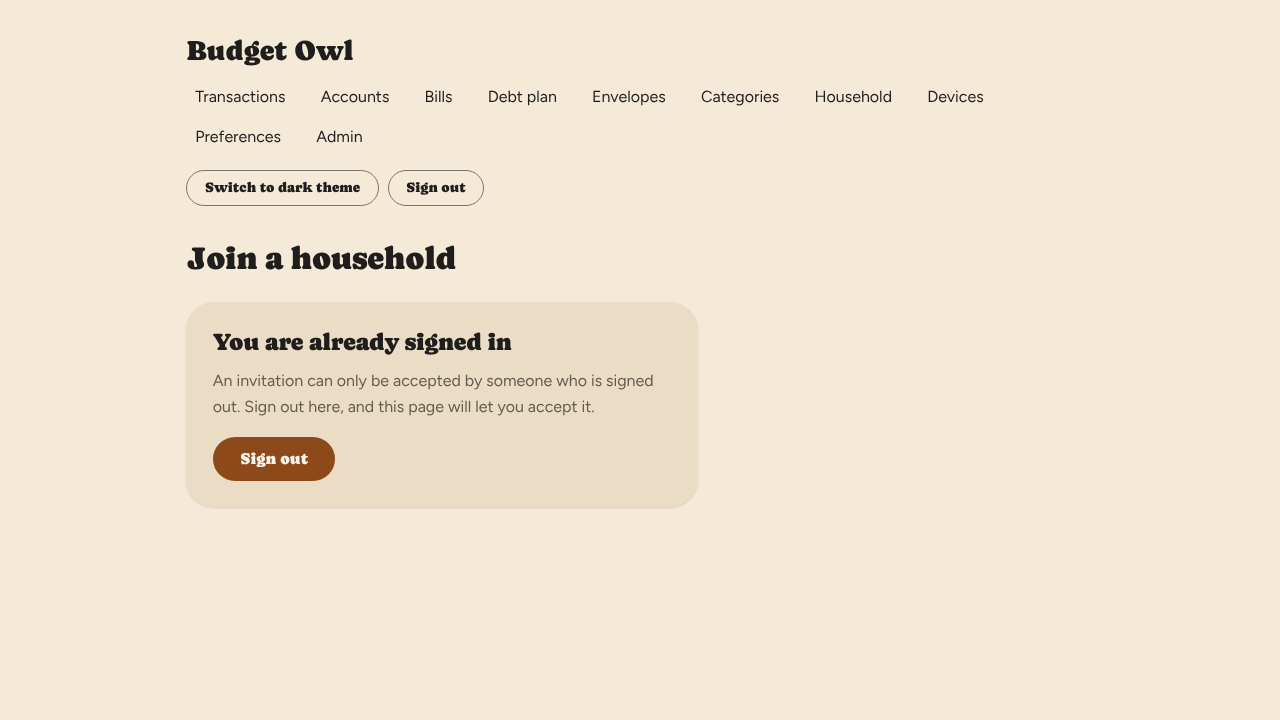 Budget Owl
Transactions Accounts Bills Debt plan Envelopes Categories Household Devices
Preferences Admin
Switch to dark theme Sign out
Join a household
You are already signed in
An invitation can only be accepted by someone who is signed
out. Sign out here, and this page will let you accept it.
Sign out